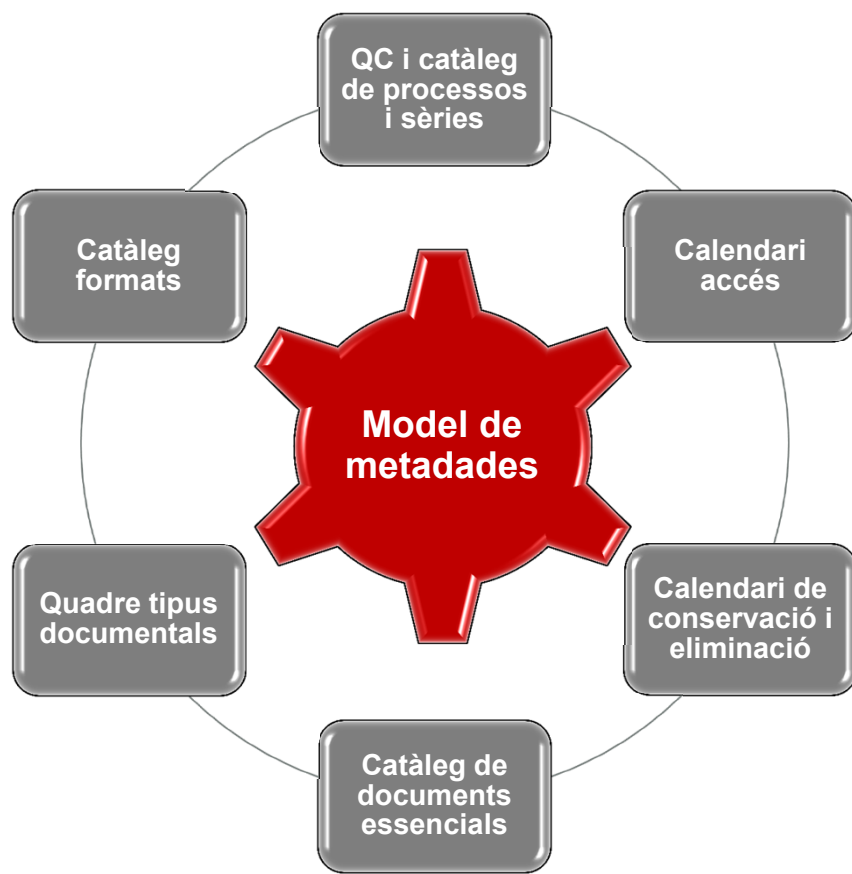 QC i catàleg
de processos
i sèries
Catàleg
formats
Calendari
accés
Model de
metadades
Quadre tipus
documentals
Calendari de
conservació i
eliminació
Catàleg de
documents
essencials